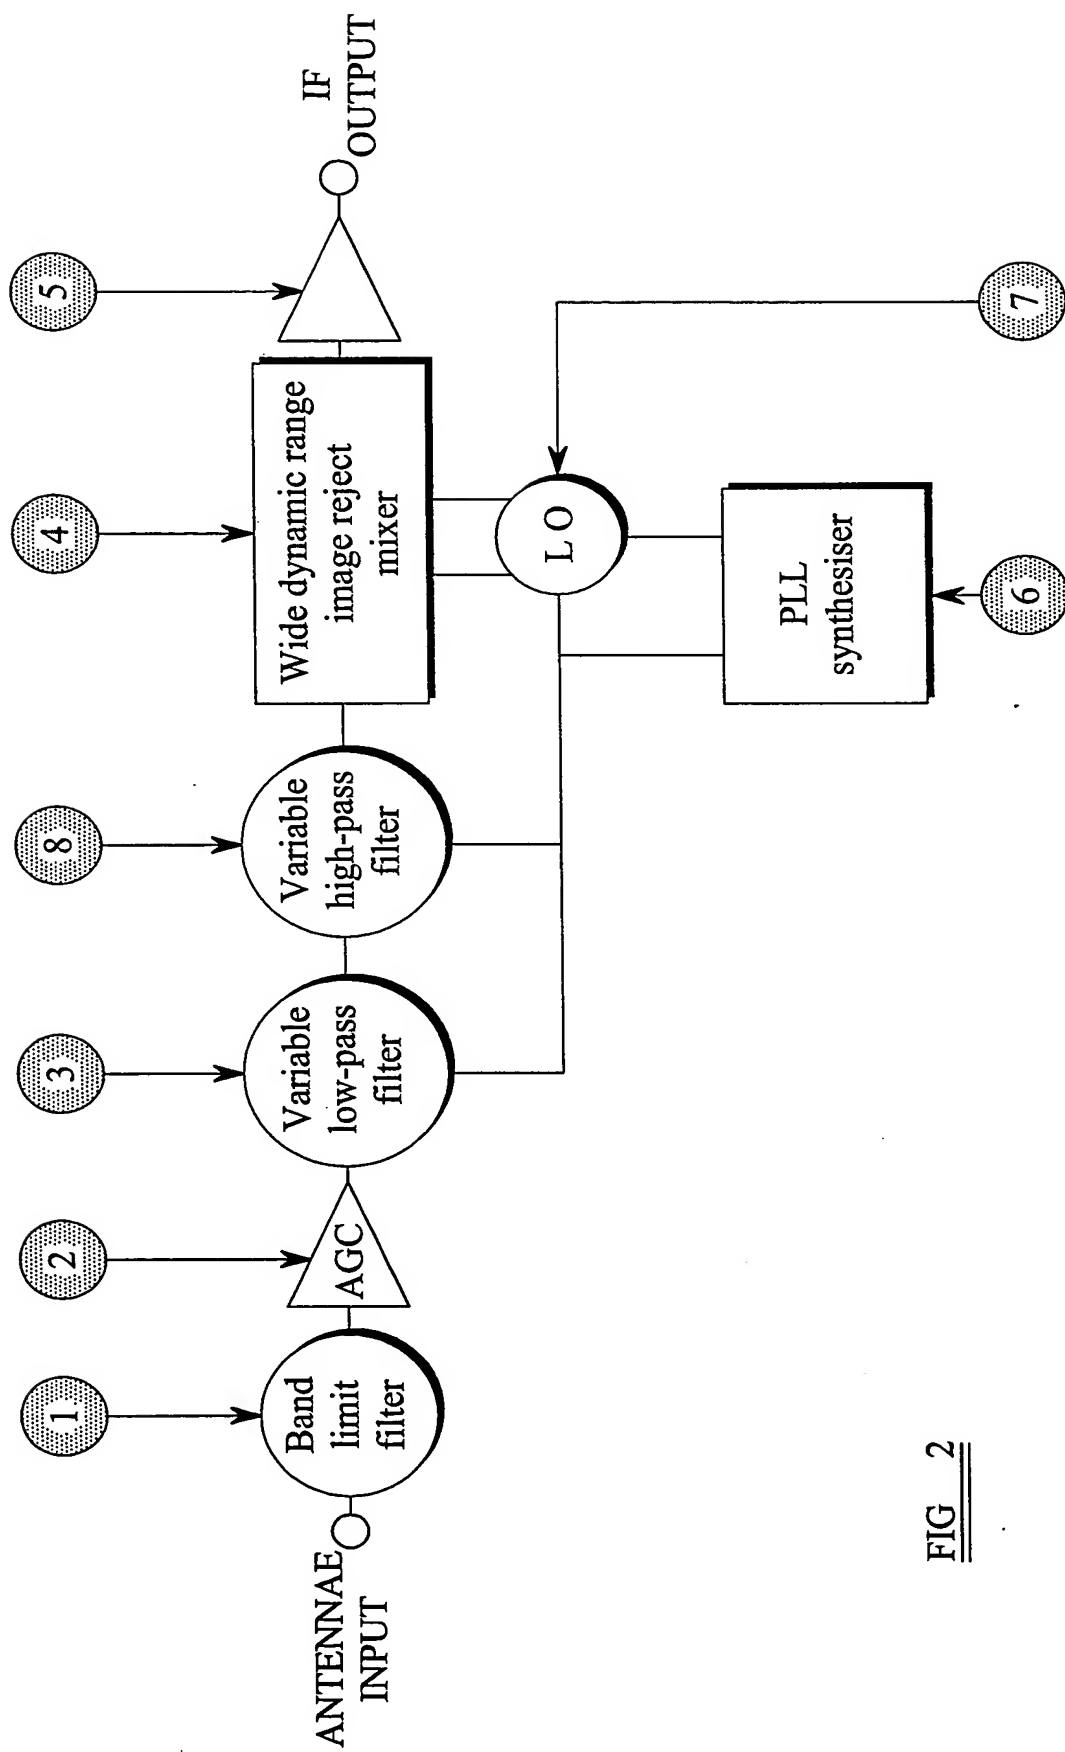 1
2
3
8
4
5
ANTENNAE
INPUT
Band
limit
filter
AGC
Variable
low-pass
filter
Variable
high-pass
filter
Wide dynamic range
image reject
mixer
IF
OUTPUT
L O
PLL
synthesiser
6
7
FIG 2